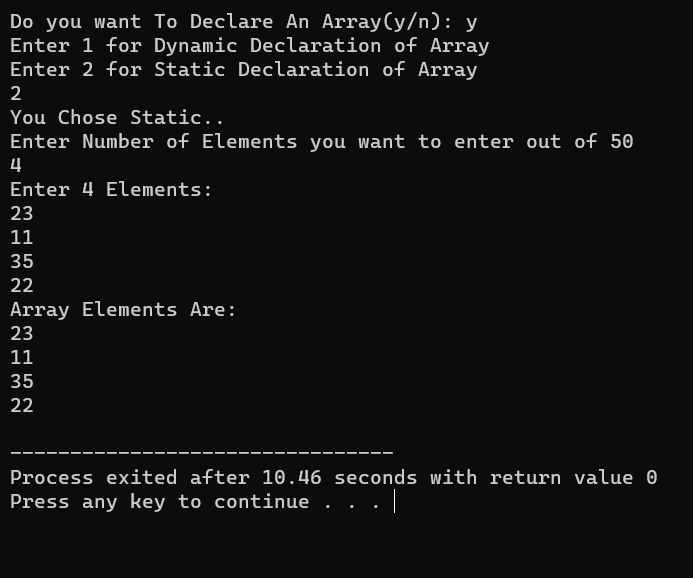 Do you want To Declare An Array(y/n): y
Enter 1 for Dynamic Declaration of Array
Enter 2 for Static Declaration of Array
2
You Chose Static..
Enter Number of Elements you want to enter out of 50
4
Enter 4 Elements:
23
11
35
22
Array Elements Are:
23
11
35
22
--------------------------------
Process exited after 10.46 seconds with return value 0
Press any key to continue . . .